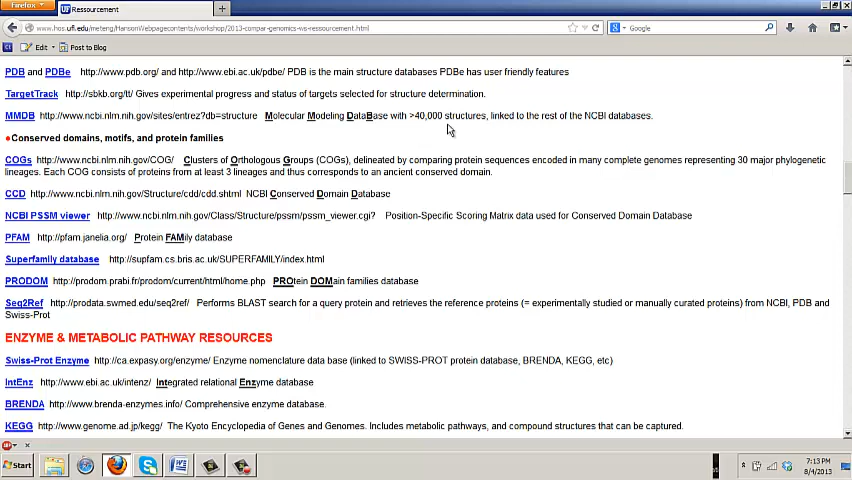 Firefox
Ressourcement
www.hos.ufl.edu/meteng/HansonWebpagecontents/workshop/2013-compar-genomics-ws-ressourcement.html
Google
Edit
Post to Blog
PDB and PDBe http://www.pdb.org/ and http://www.ebi.ac.uk/pdbe/ PDB is the main structure databases PDBe has user friendly features
TargetTrack http://sbkb.org/tt/ Gives experimental progress and status of targets selected for structure determination.
MMDB http://www.ncbi.nlm.nih.gov/sites/entrez?db=structure Molecular Modeling DataBase with >40,000 structures, linked to the rest of the NCBI databases.
●Conserved domains, motifs, and protein families
COGs http://www.ncbi.nlm.nih.gov/COG/ Clusters of Orthologous Groups (COGs), delineated by comparing protein sequences encoded in many complete genomes representing 30 major phylogenetic
lineages. Each COG consists of proteins from at least 3 lineages and thus corresponds to an ancient conserved domain.
CCD http://www.ncbi.nlm.nih.gov/Structure/cdd/cdd.shtml NCBI Conserved Domain Database
NCBI PSSM viewer http://www.ncbi.nlm.nih.gov/Class/Structure/pssm/pssm_viewer.cgi? Position-Specific Scoring Matrix data used for Conserved Domain Database
PFAM http://pfam.janelia.org/ Protein FAMily database
Superfamily database http://supfam.cs.bris.ac.uk/SUPERFAMILY/index.html
PRODOM http://prodom.prabi.fr/prodom/current/html/home.php PROtein DOMain families database
Seq2Ref http://prodata.swmed.edu/seq2ref/ Performs BLAST search for a query protein and retrieves the reference proteins (= experimentally studied or manually curated proteins) from NCBI, PDB and
Swiss-Prot
ENZYME & METABOLIC PATHWAY RESOURCES
Swiss-Prot Enzyme http://ca.expasy.org/enzyme/ Enzyme nomenclature data base (linked to SWISS-PROT protein database, BRENDA, KEGG, etc)
IntEnz http://www.ebi.ac.uk/intenz/ Integrated relational Enzyme database
BRENDA http://www.brenda-enzymes.info/ Comprehensive enzyme database.
KEGG http://www.genome.ad.jp/kegg/ The Kyoto Encyclopedia of Genes and Genomes. Includes metabolic pathways, and compound structures that can be captured.
Start
7:13 PM
8/4/2013